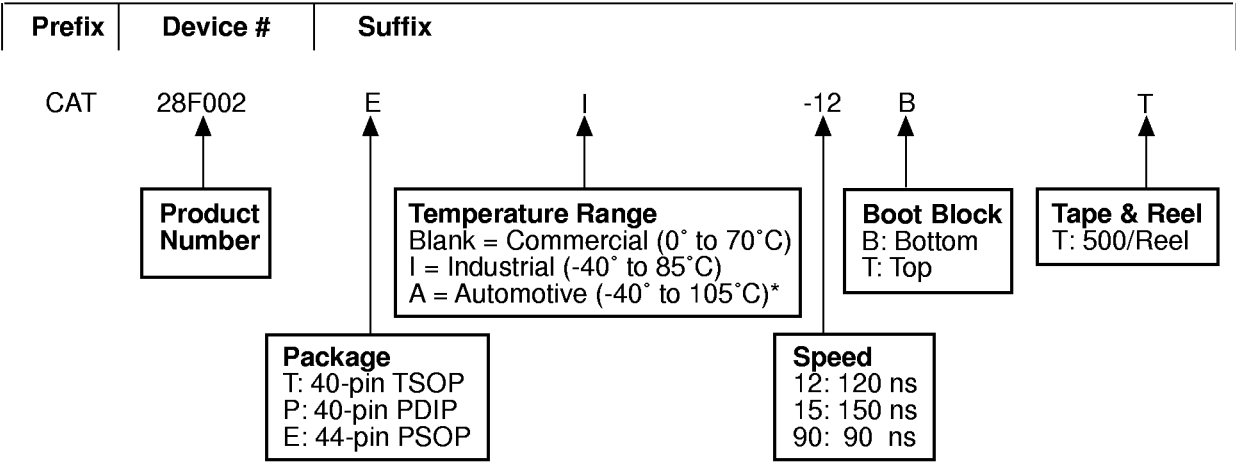 Prefix Device # Suffix
CAT 28F002 E I -12 B T
Product
Number
Temperature Range
Blank = Commercial (0˚ to 70˚C)
I = Industrial (-40˚ to 85˚C)
A = Automotive (-40˚ to 105˚C)*
Boot Block
B: Bottom
T: Top
Tape & Reel
T: 500/Reel
Package
T: 40-pin TSOP
P: 40-pin PDIP
E: 44-pin PSOP
Speed
12: 120 ns
15: 150 ns
90: 90 ns